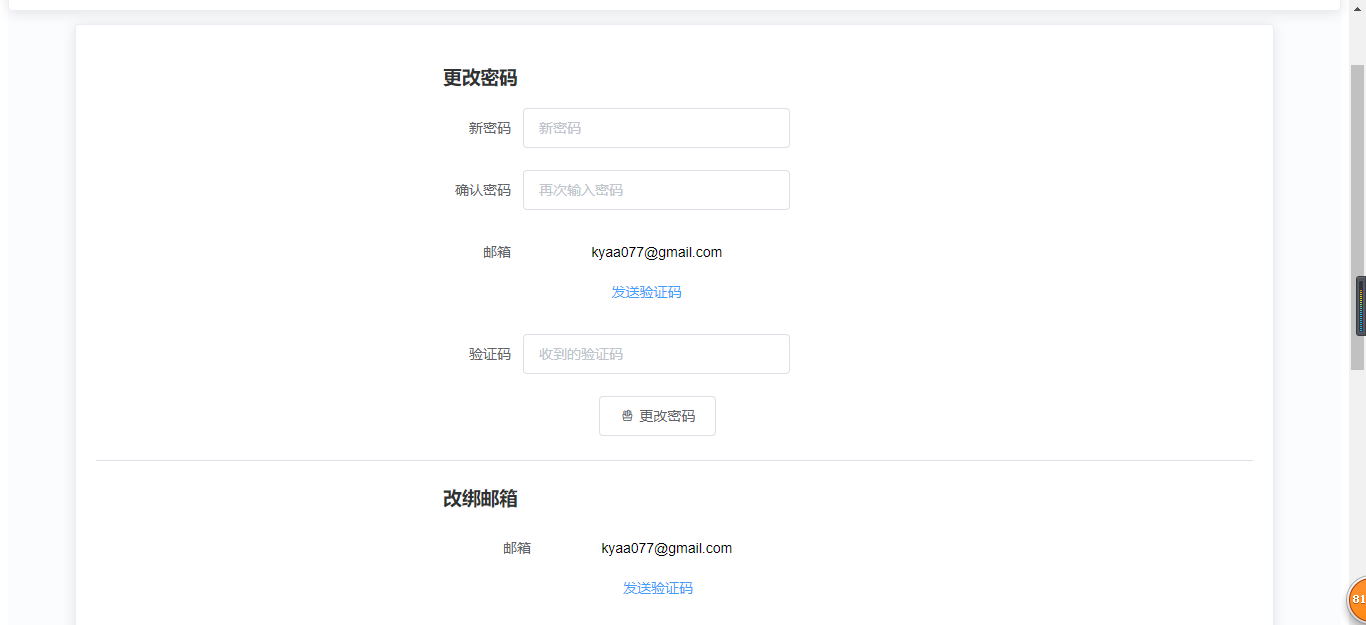 更改密码
新密码 新密码
确认密码 再次输入密码
邮箱 kyaa077@gmail.com
发送验证码
验证码 收到的验证码
更改密码
改绑邮箱
邮箱 kyaa077@gmail.com
发送验证码
81